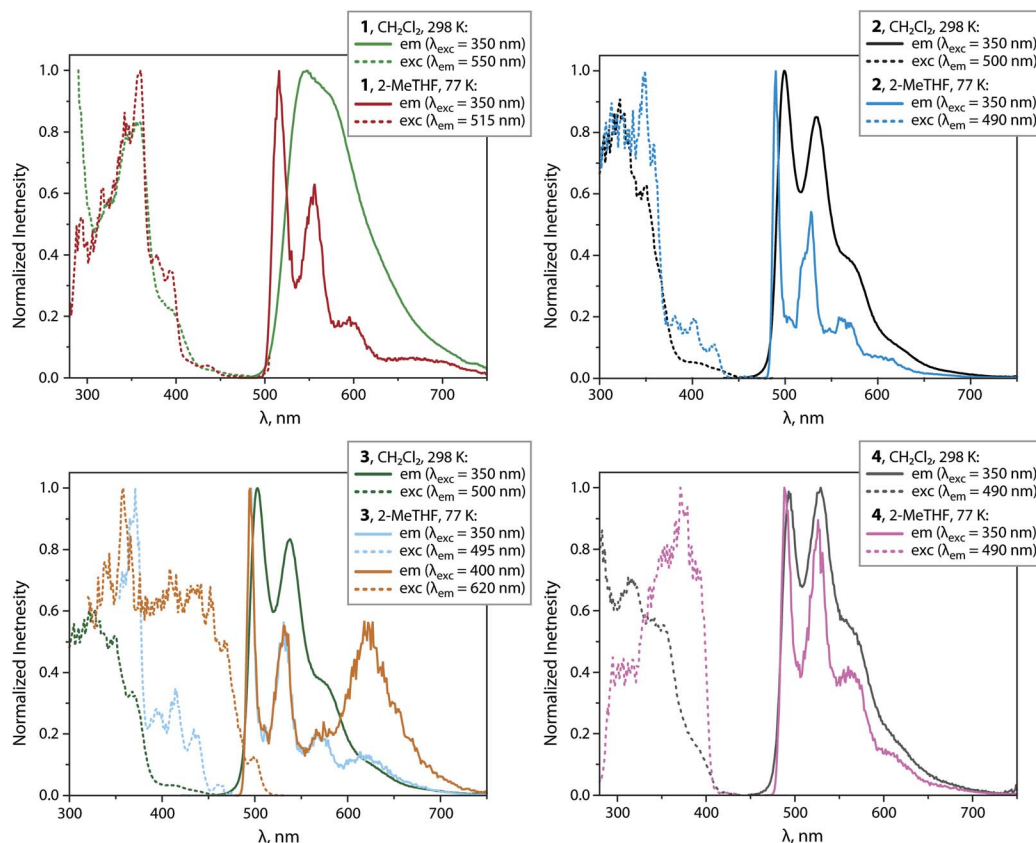 1, CH₂Cl₂, 298 K:
em (λexc = 350 nm)
exc (λem = 550 nm)
1, 2-MeTHF, 77 K:
em (λexc = 350 nm)
exc (λem = 515 nm)
1.0
0.8
0.6
0.4
0.2
0.0
Normalized Inetnesity
300 400 500 600 700
λ, nm
2, CH₂Cl₂, 298 K:
em (λexc = 350 nm)
exc (λem = 500 nm)
2, 2-MeTHF, 77 K:
em (λexc = 350 nm)
exc (λem = 490 nm)
1.0
0.8
0.6
0.4
0.2
0.0
Normalized Inetnesity
300 400 500 600 700
λ, nm
3, CH₂Cl₂, 298 K:
em (λexc = 350 nm)
exc (λem = 500 nm)
3, 2-MeTHF, 77 K:
em (λexc = 350 nm)
exc (λem = 495 nm)
em (λexc = 400 nm)
exc (λem = 620 nm)
1.0
0.8
0.6
0.4
0.2
0.0
Normalized Inetnesity
300 400 500 600 700
λ, nm
4, CH₂Cl₂, 298 K:
em (λexc = 350 nm)
exc (λem = 490 nm)
4, 2-MeTHF, 77 K:
em (λexc = 350 nm)
exc (λem = 490 nm)
1.0
0.8
0.6
0.4
0.2
0.0
Normalized Inetnesity
300 400 500 600 700
λ, nm